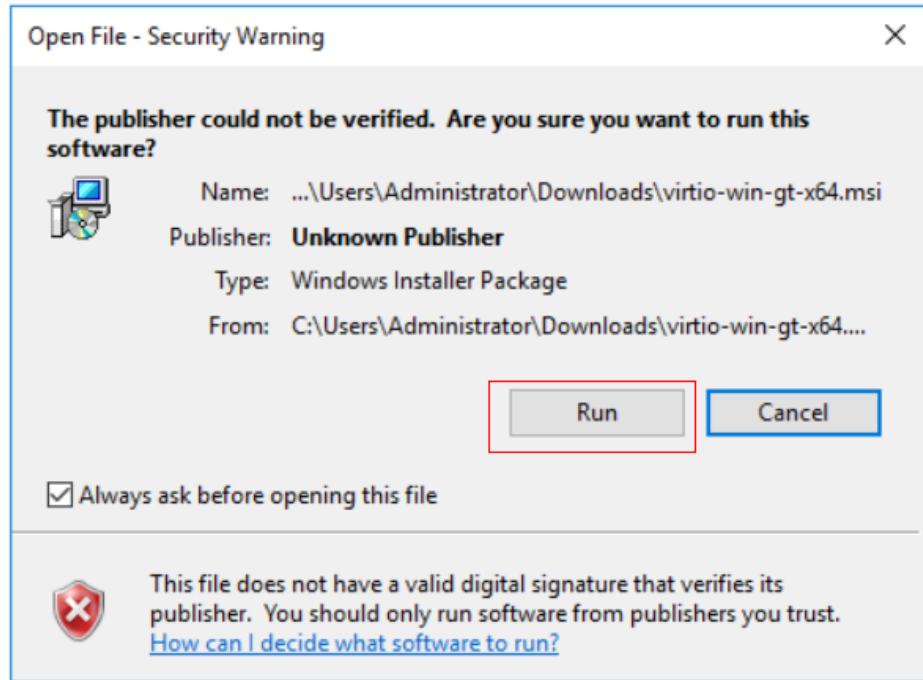 Open File - Security Warning
The publisher could not be verified.  Are you sure you want to run this
software?
Name: ...\Users\Administrator\Downloads\virtio-win-gt-x64.msi
Publisher: Unknown Publisher
Type: Windows Installer Package
From: C:\Users\Administrator\Downloads\virtio-win-gt-x64....
Run Cancel
Always ask before opening this file
This file does not have a valid digital signature that verifies its
publisher.  You should only run software from publishers you trust.
How can I decide what software to run?